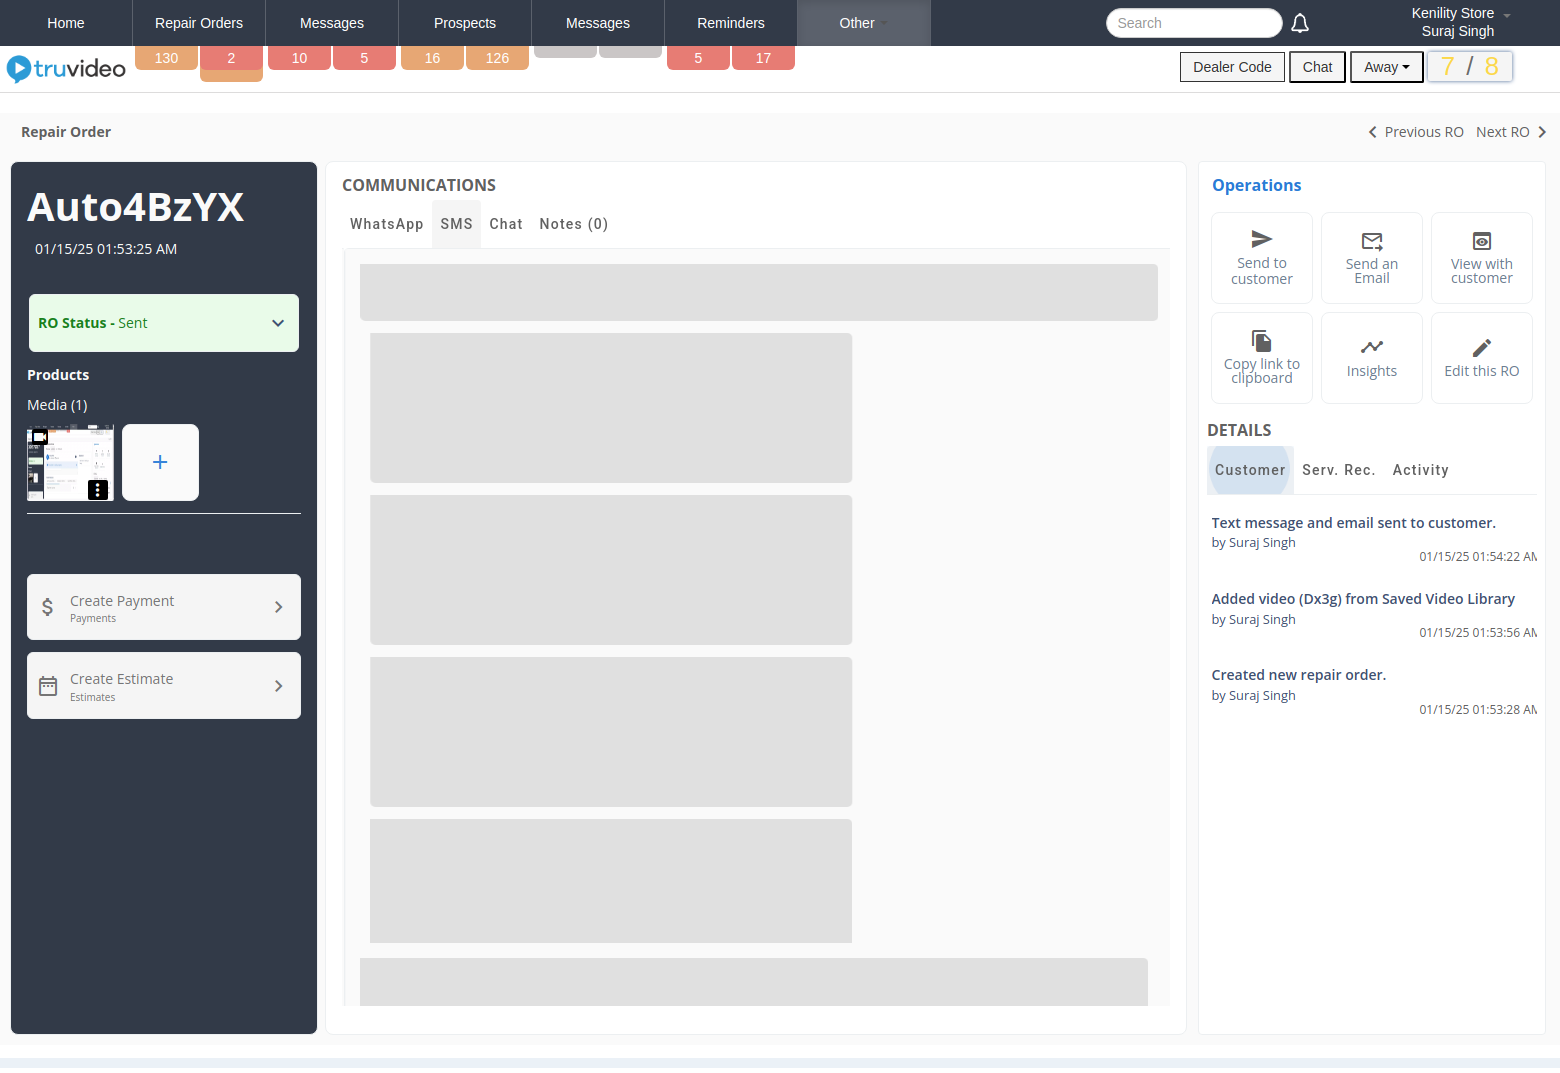 Home
Repair Orders
Messages
Prospects
Messages
Reminders
Other
Search
Kenility Store
Suraj Singh
truvideo
130
2
10
5
16
126
5
17
Dealer Code
Chat
Away
7 / 8
Repair Order
Previous RO
Next RO
Auto4BzYX
01/15/25 01:53:25 AM
RO Status - Sent
Products
Media (1)
Create Payment
Payments
Create Estimate
Estimates
COMMUNICATIONS
WhatsApp
SMS
Chat
Notes (0)
Operations
Send to
customer
Send an
Email
View with
customer
Copy link to
clipboard
Insights
Edit this RO
DETAILS
Customer
Serv. Rec.
Activity
Text message and email sent to customer.
by Suraj Singh
01/15/25 01:54:22 AM
Added video (Dx3g) from Saved Video Library
by Suraj Singh
01/15/25 01:53:56 AM
Created new repair order.
by Suraj Singh
01/15/25 01:53:28 AM